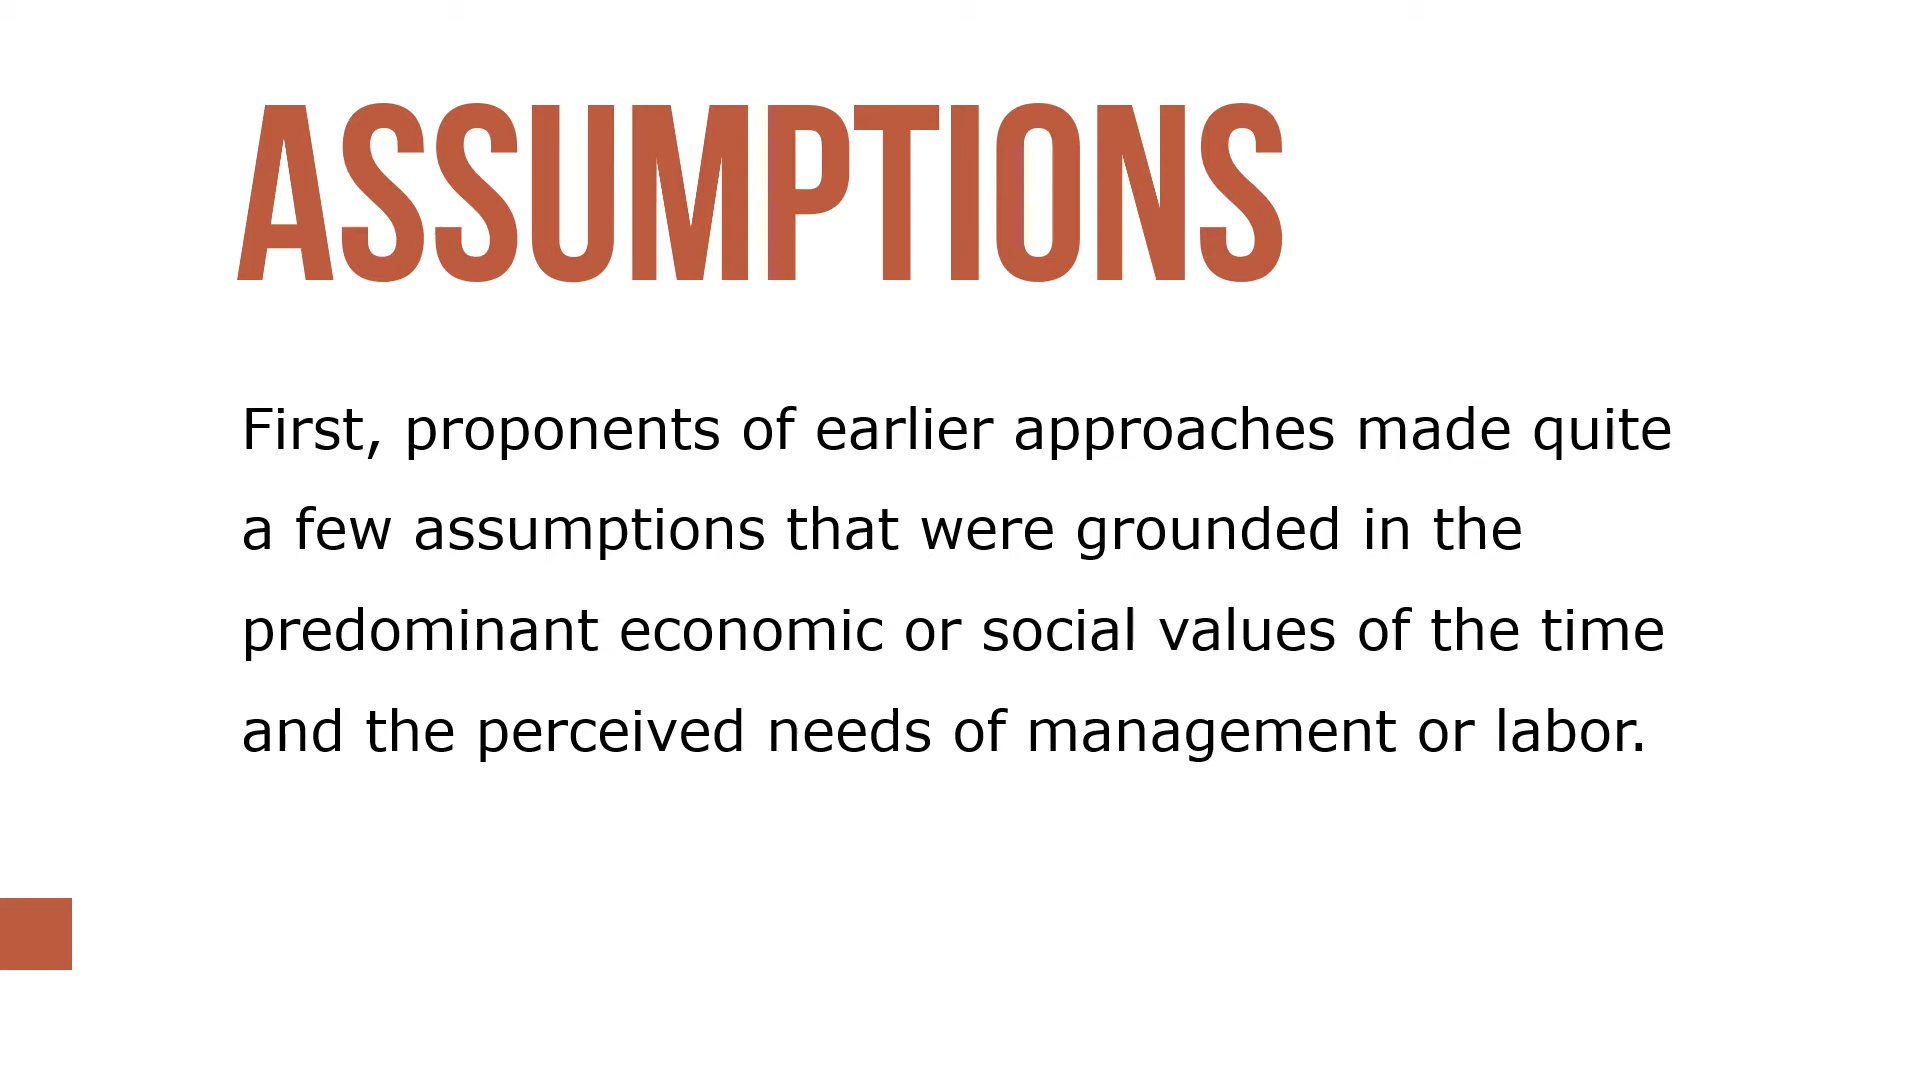 ASSUMPTIONS
First, proponents of earlier approaches made quite
a few assumptions that were grounded in the
predominant economic or social values of the time
and the perceived needs of management or labor.